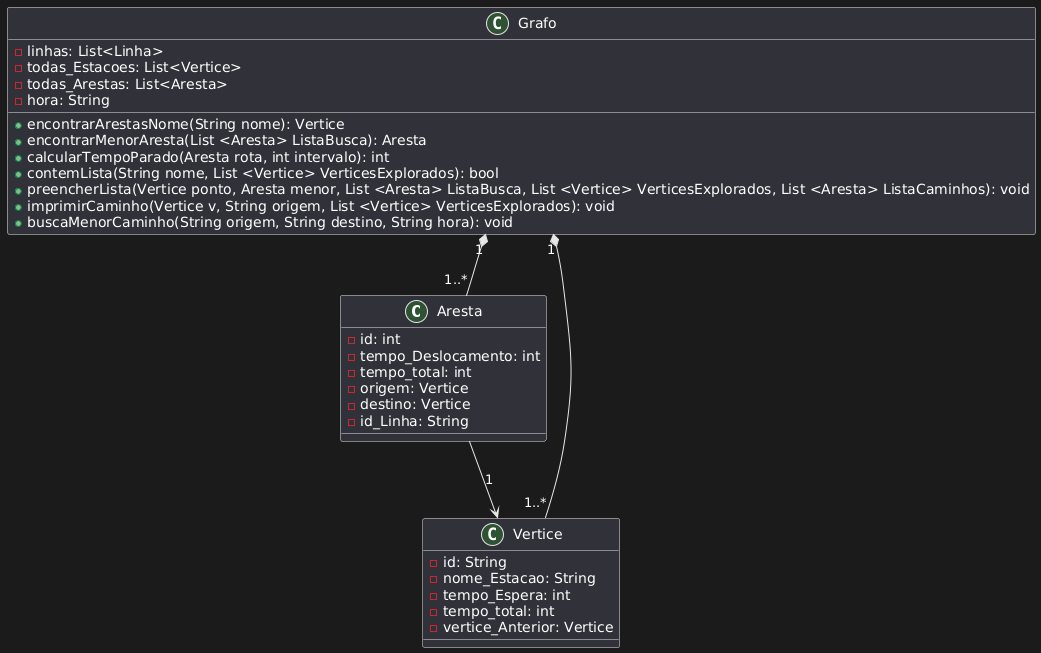 C Grafo
linhas: List<Linha>
todas_Estacoes: List<Vertice>
todas_Arestas: List<Aresta>
hora: String
encontrarArestasNome(String nome): Vertice
encontrarMenorAresta(List <Aresta> ListaBusca): Aresta
calcularTempoParado(Aresta rota, int intervalo): int
contemLista(String nome, List <Vertice> VerticesExplorados): bool
preencherLista(Vertice ponto, Aresta menor, List <Aresta> ListaBusca, List <Vertice> VerticesExplorados, List <Aresta> ListaCaminhos): void
imprimirCaminho(Vertice v, String origem, List <Vertice> VerticesExplorados): void
buscaMenorCaminho(String origem, String destino, String hora): void
1 1
1..*
C Aresta
id: int
tempo_Deslocamento: int
tempo_total: int
origem: Vertice
destino: Vertice
id_Linha: String
1
1..*
C Vertice
id: String
nome_Estacao: String
tempo_Espera: int
tempo_total: int
vertice_Anterior: Vertice